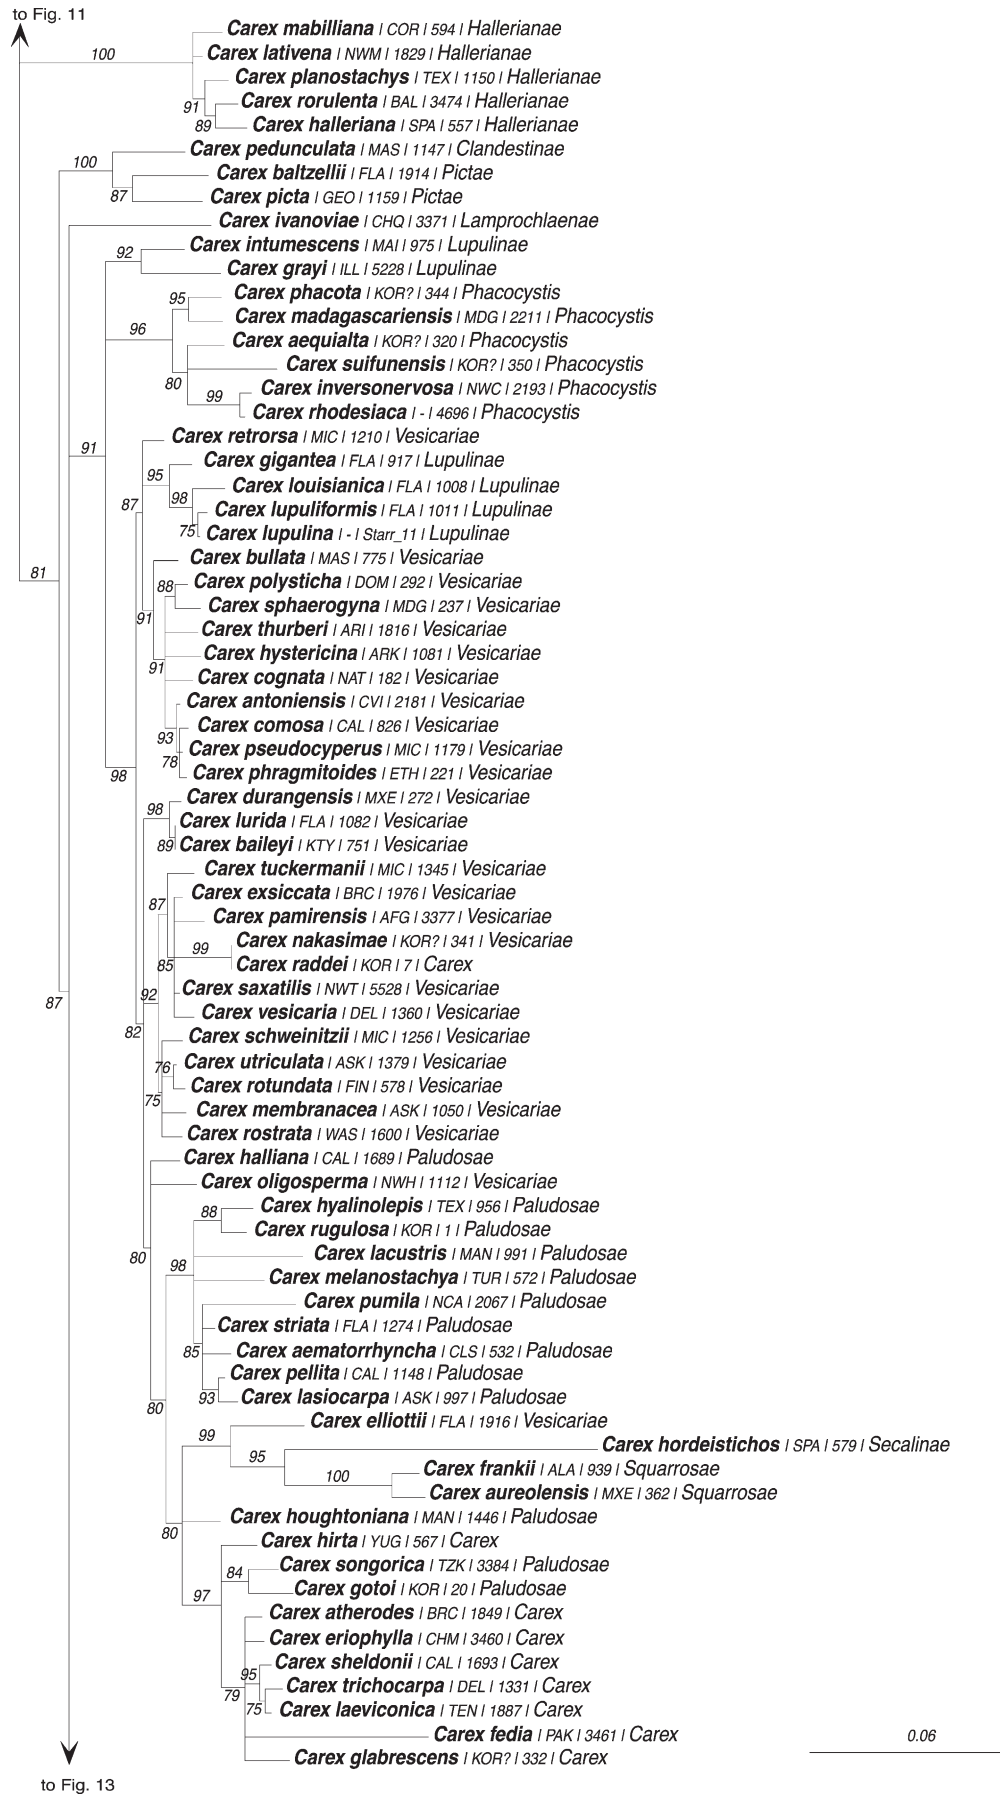 to Fig. 11
Carex mabilliana | COR | 594 | Hallerianae
100
Carex lativena | NWM | 1829 | Hallerianae
Carex planostachys | TEX | 1150 | Hallerianae
91
Carex rorulenta | BAL | 3474 | Hallerianae
89
Carex halleriana | SPA | 557 | Hallerianae
Carex pedunculata | MAS | 1147 | Clandestinae
100
Carex baltzellii | FLA | 1914 | Pictae
87
Carex picta | GEO | 1159 | Pictae
Carex ivanoviae | CHQ | 3371 | Lamprochlaenae
Carex intumescens | MAI | 975 | Lupulinae
92
Carex grayi | ILL | 5228 | Lupulinae
Carex phacota | KOR? | 344 | Phacocystis
95
Carex madagascariensis | MDG | 2211 | Phacocystis
96
Carex aequialta | KOR? | 320 | Phacocystis
Carex suifunensis | KOR? | 350 | Phacocystis
80
Carex inversonervosa | NWC | 2193 | Phacocystis
99
Carex rhodesiaca | - | 4696 | Phacocystis
Carex retrorsa | MIC | 1210 | Vesicariae
91
Carex gigantea | FLA | 917 | Lupulinae
95
Carex louisianica | FLA | 1008 | Lupulinae
98
87
Carex lupuliformis | FLA | 1011 | Lupulinae
75
Carex lupulina | - | Starr_11 | Lupulinae
Carex bullata | MAS | 775 | Vesicariae
81
Carex polysticha | DOM | 292 | Vesicariae
88
Carex sphaerogyna | MDG | 237 | Vesicariae
91
Carex thurberi | ARI | 1816 | Vesicariae
Carex hystericina | ARK | 1081 | Vesicariae
91
Carex cognata | NAT | 182 | Vesicariae
Carex antoniensis | CVI | 2181 | Vesicariae
Carex comosa | CAL | 826 | Vesicariae
93
Carex pseudocyperus | MIC | 1179 | Vesicariae
78
Carex phragmitoides | ETH | 221 | Vesicariae
98
Carex durangensis | MXE | 272 | Vesicariae
98
Carex lurida | FLA | 1082 | Vesicariae
89
Carex baileyi | KTY | 751 | Vesicariae
Carex tuckermanii | MIC | 1345 | Vesicariae
Carex exsiccata | BRC | 1976 | Vesicariae
87
Carex pamirensis | AFG | 3377 | Vesicariae
Carex nakasimae | KOR? | 341 | Vesicariae
99
Carex raddei | KOR | 7 | Carex
85
Carex saxatilis | NWT | 5528 | Vesicariae
92
87
Carex vesicaria | DEL | 1360 | Vesicariae
82
Carex schweinitzii | MIC | 1256 | Vesicariae
Carex utriculata | ASK | 1379 | Vesicariae
76
Carex rotundata | FIN | 578 | Vesicariae
75
Carex membranacea | ASK | 1050 | Vesicariae
Carex rostrata | WAS | 1600 | Vesicariae
Carex halliana | CAL | 1689 | Paludosae
Carex oligosperma | NWH | 1112 | Vesicariae
Carex hyalinolepis | TEX | 956 | Paludosae
88
Carex rugulosa | KOR | 1 | Paludosae
Carex lacustris | MAN | 991 | Paludosae
80
98
Carex melanostachya | TUR | 572 | Paludosae
Carex pumila | NCA | 2067 | Paludosae
Carex striata | FLA | 1274 | Paludosae
85
Carex aematorrhyncha | CLS | 532 | Paludosae
Carex pellita | CAL | 1148 | Paludosae
93
Carex lasiocarpa | ASK | 997 | Paludosae
80
Carex elliottii | FLA | 1916 | Vesicariae
99
Carex hordeistichos | SPA | 579 | Secalinae
95
Carex frankii | ALA | 939 | Squarrosae
100
Carex aureolensis | MXE | 362 | Squarrosae
Carex houghtoniana | MAN | 1446 | Paludosae
80
Carex hirta | YUG | 567 | Carex
Carex songorica | TZK | 3384 | Paludosae
84
Carex gotoi | KOR | 20 | Paludosae
97
Carex atherodes | BRC | 1849 | Carex
Carex eriophylla | CHM | 3460 | Carex
Carex sheldonii | CAL | 1693 | Carex
95
Carex trichocarpa | DEL | 1331 | Carex
79
75
Carex laeviconica | TEN | 1887 | Carex
Carex fedia | PAK | 3461 | Carex
0.06
Carex glabrescens | KOR? | 332 | Carex
to Fig. 13